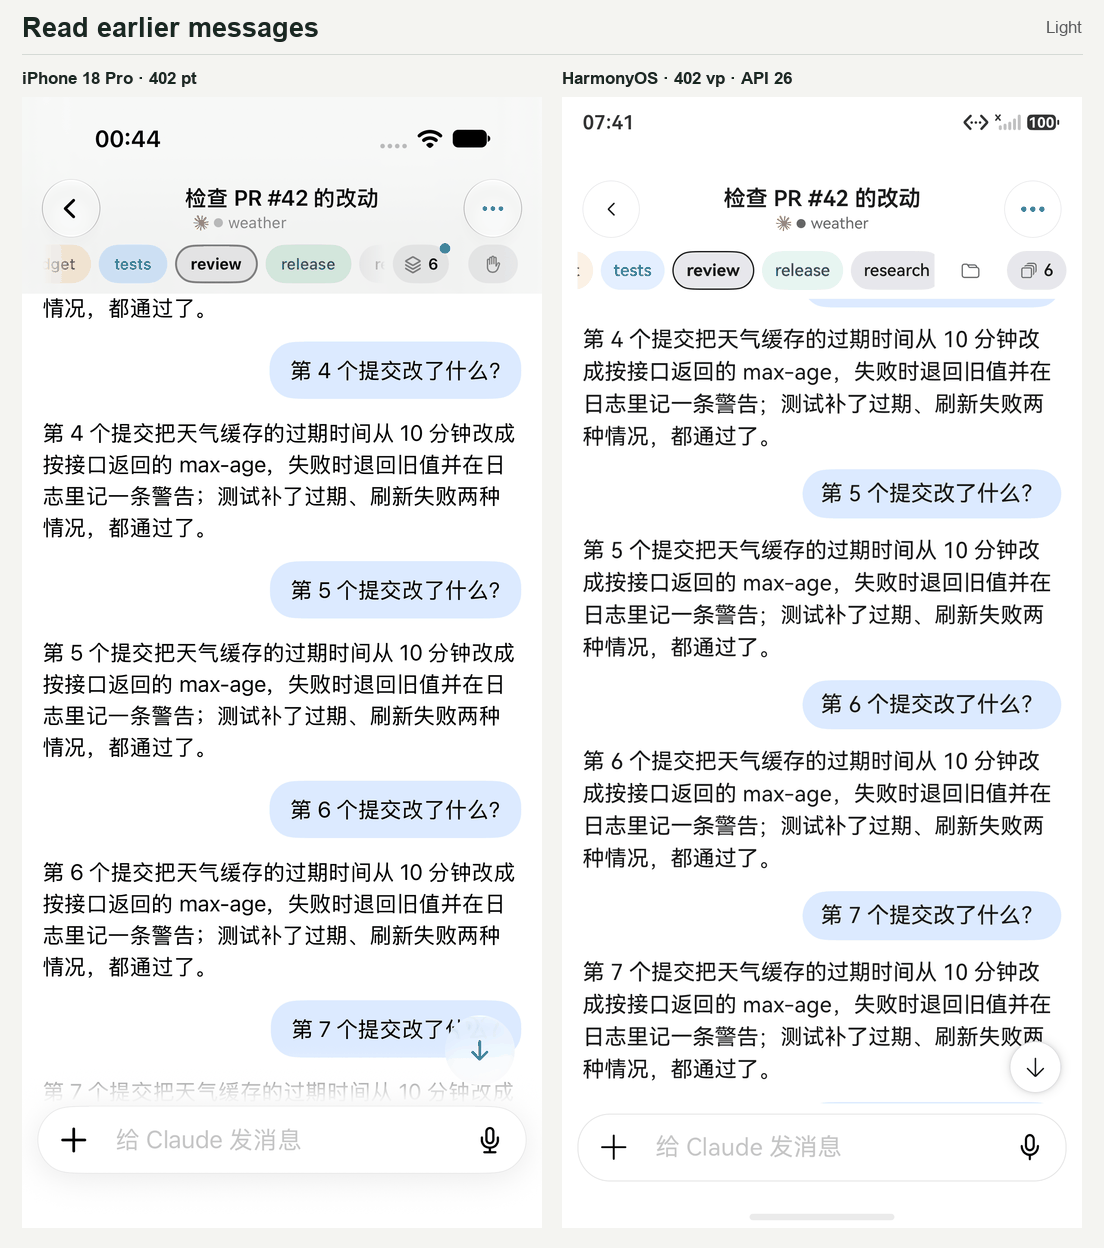 Read earlier messages
Light
iPhone 18 Pro · 402 pt
00:44
检查 PR #42 的改动
weather
dget
tests
review
release
6
情况，都通过了。
第 4 个提交改了什么？
第 4 个提交把天气缓存的过期时间从 10 分钟改成
按接口返回的 max-age，失败时退回旧值并在日
志里记一条警告；测试补了过期、刷新失败两种
情况，都通过了。
第 5 个提交改了什么？
第 5 个提交把天气缓存的过期时间从 10 分钟改成
按接口返回的 max-age，失败时退回旧值并在日
志里记一条警告；测试补了过期、刷新失败两种
情况，都通过了。
第 6 个提交改了什么？
第 6 个提交把天气缓存的过期时间从 10 分钟改成
按接口返回的 max-age，失败时退回旧值并在日
志里记一条警告；测试补了过期、刷新失败两种
情况，都通过了。
第 7 个提交改了
第 7 个提交把天气缓存的过期时间从 10 分钟改成
给 Claude 发消息
HarmonyOS · 402 vp · API 26
07:41
100
检查 PR #42 的改动
weather
tests
review
release
research
6
第 4 个提交把天气缓存的过期时间从 10 分钟改
成按接口返回的 max-age，失败时退回旧值并在
日志里记一条警告；测试补了过期、刷新失败两
种情况，都通过了。
第 5 个提交改了什么？
第 5 个提交把天气缓存的过期时间从 10 分钟改
成按接口返回的 max-age，失败时退回旧值并在
日志里记一条警告；测试补了过期、刷新失败两
种情况，都通过了。
第 6 个提交改了什么？
第 6 个提交把天气缓存的过期时间从 10 分钟改
成按接口返回的 max-age，失败时退回旧值并在
日志里记一条警告；测试补了过期、刷新失败两
种情况，都通过了。
第 7 个提交改了什么？
第 7 个提交把天气缓存的过期时间从 10 分钟改
成按接口返回的 max-age，失败时退回旧值并在
日志里记一条警告；测试补了过期、刷新失败两
种情况，都通过了。
给 Claude 发消息